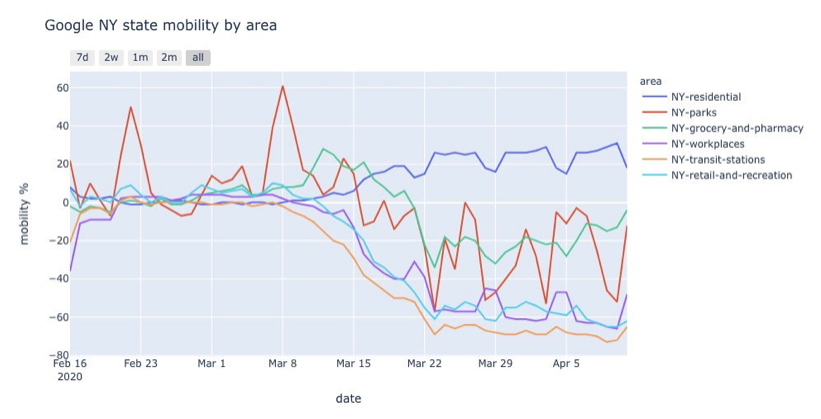 Google NY state mobility by area
7d 2w 1m 2m all
area
NY-residential
NY-parks
NY-grocery-and-pharmacy
NY-workplaces
NY-transit-stations
NY-retail-and-recreation
mobility %
60
40
20
0
−20
−40
−60
−80
Feb 16 Feb 23 Mar 1 Mar 8 Mar 15 Mar 22 Mar 29 Apr 5
2020
date